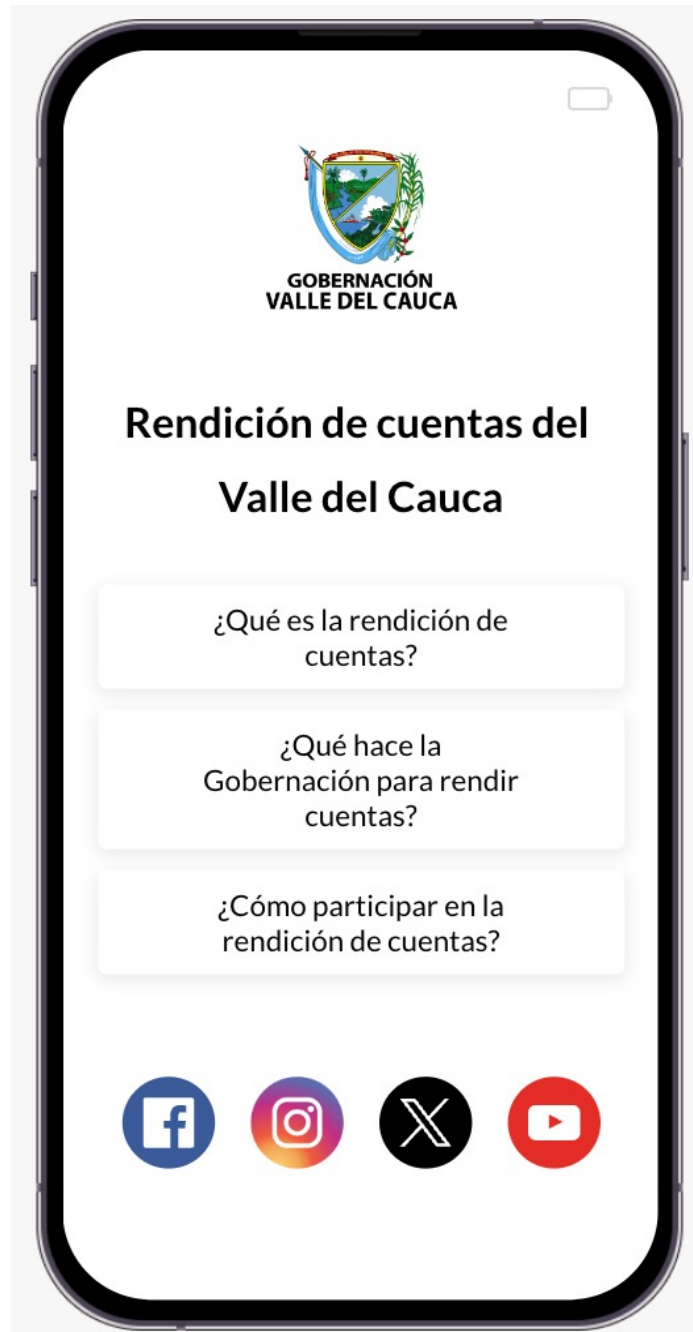 GOBERNACIÓN
VALLE DEL CAUCA
Rendición de cuentas del
Valle del Cauca
¿Qué es la rendición de
cuentas?
¿Qué hace la
Gobernación para rendir
cuentas?
¿Cómo participar en la
rendición de cuentas?